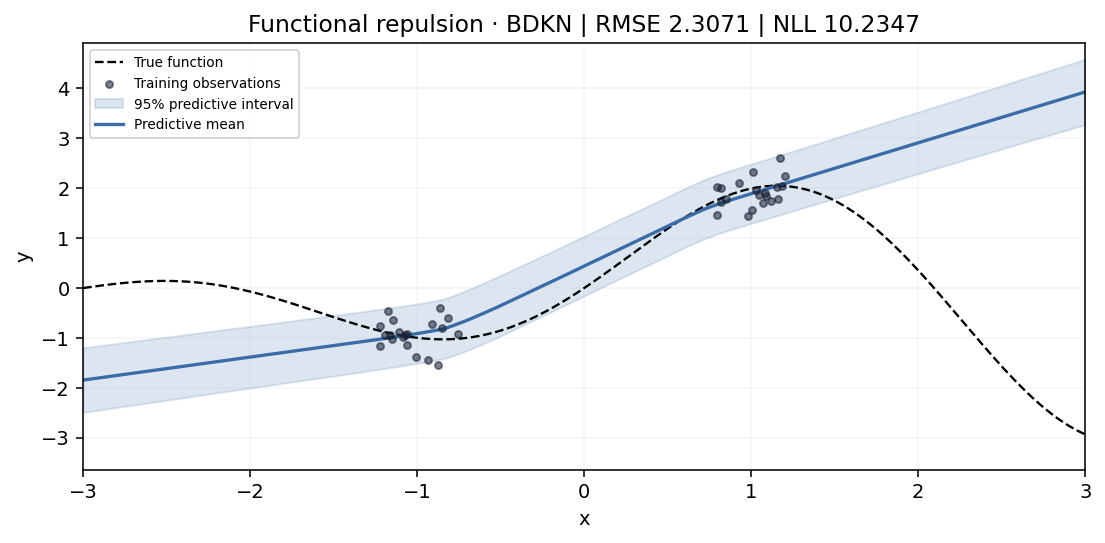 Functional repulsion · BDKN | RMSE 2.3071 | NLL 10.2347
True function
Training observations
95% predictive interval
Predictive mean
y
4
3
2
1
0
−1
−2
−3
−3
−2
−1
0
1
2
3
x